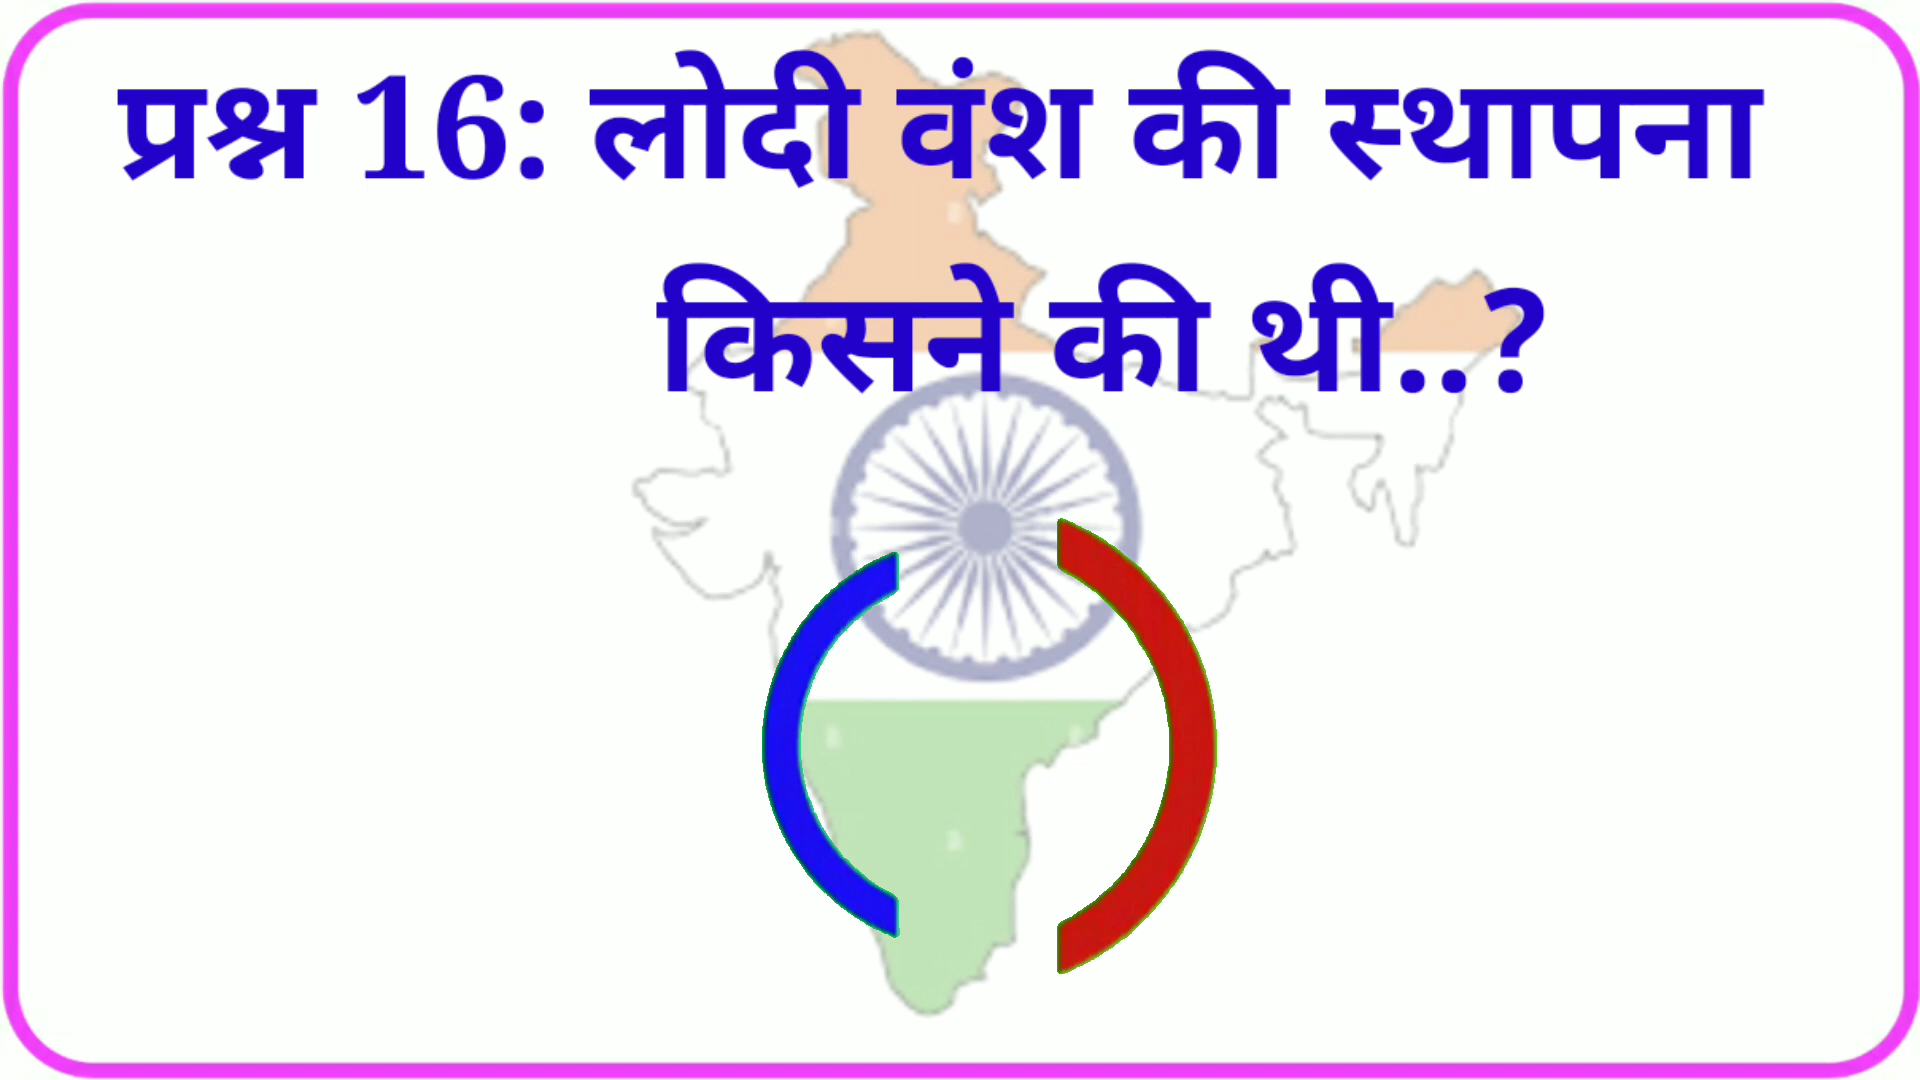 प्रश्न 16: लोदी वंश की स्थापना
किसने की थी..?